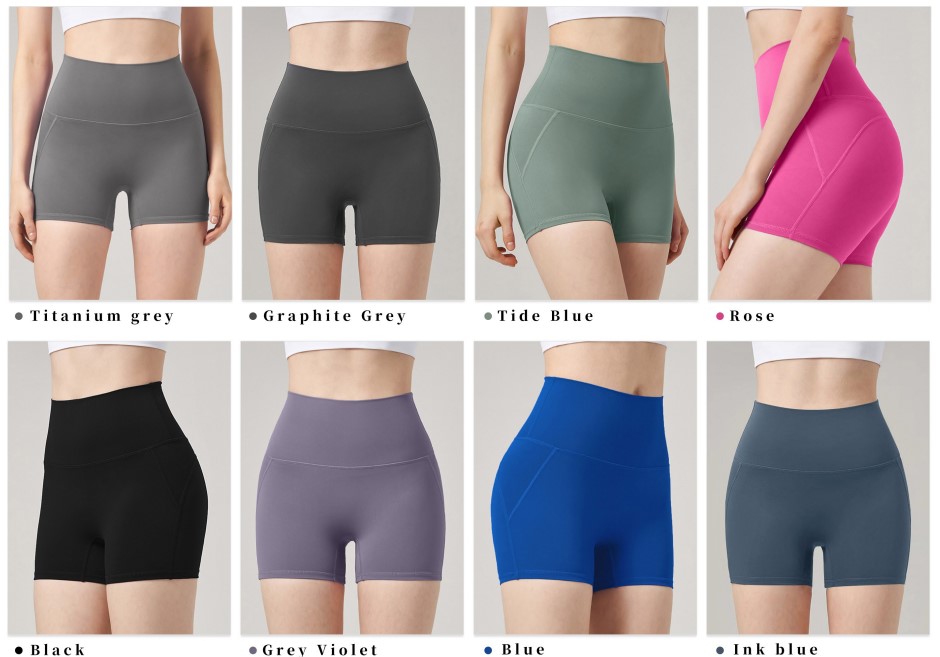 Titanium grey
Graphite Grey
Tide Blue
Rose
Black
Grey Violet
Blue
Ink blue